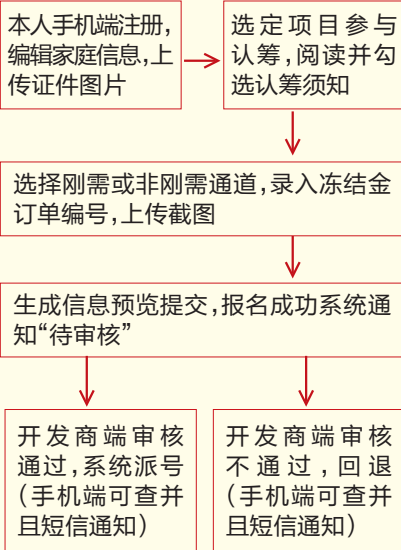 本人手机端注册,
编辑家庭信息,上
传证件图片
选定项目参与
认筹,阅读并勾
选认筹须知
选择刚需或非刚需通道,录入冻结金
订单编号,上传截图
生成信息预览提交,报名成功系统通
知“待审核”
开发商端审核
通过,系统派号
(手机端可查并
且短信通知)
开发商端审核
不通过,回退
(手机端可查并
且短信通知)